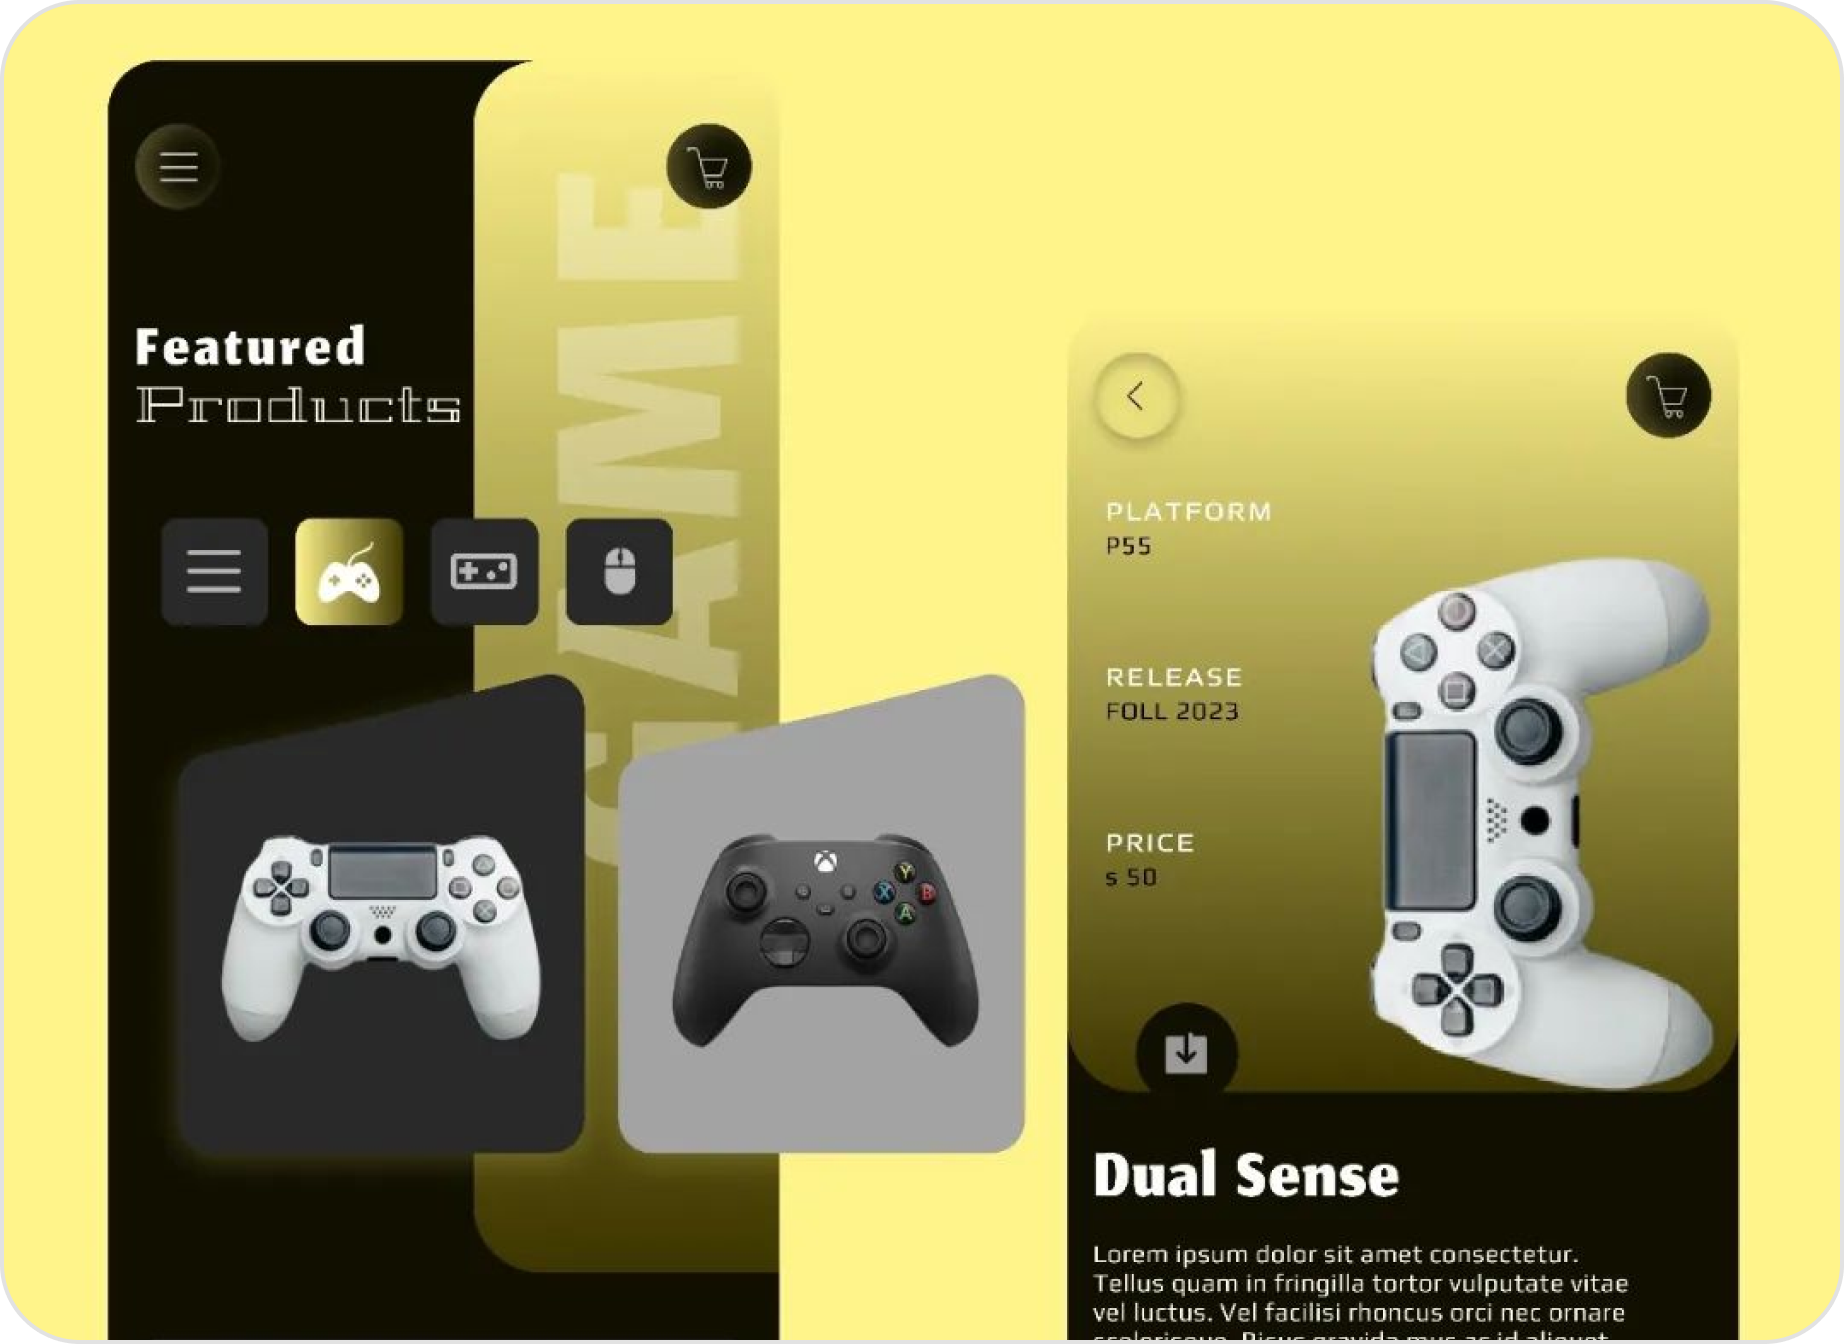 GAME
Featured
Products
Y
X
B
A
PLATFORM
P55
RELEASE
FOLL 2023
PRICE
s 50
Dual Sense
Lorem ipsum dolor sit amet consectetur.
Tellus quam in fringilla tortor vulputate vitae
vel luctus. Vel facilisi rhoncus orci nec ornare